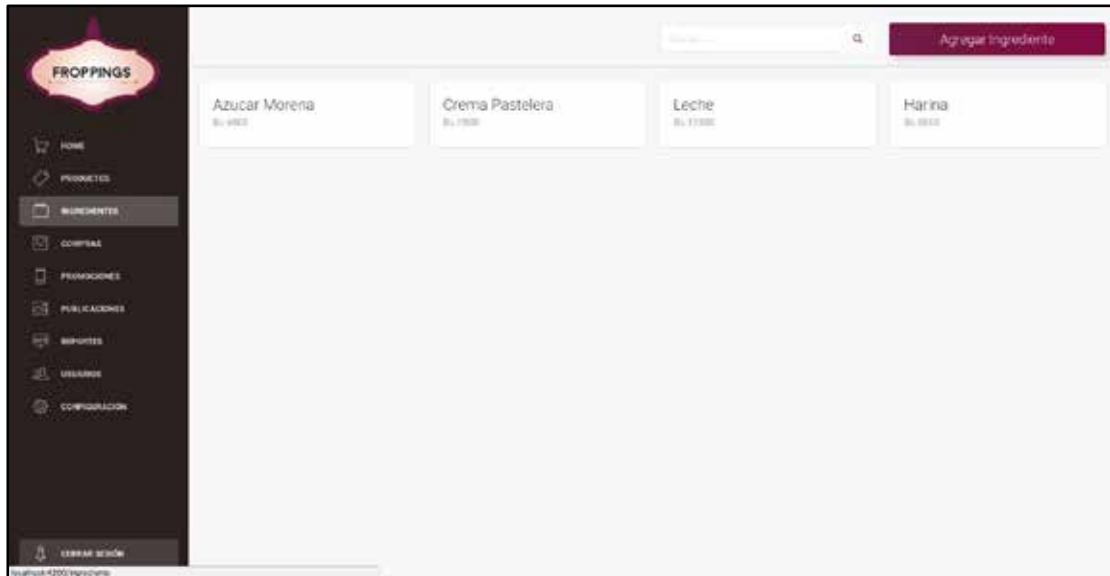 FROPPINGS
Agregar Ingrediente
Azucar Morena
Crema Pastelera
Leche
Harina
HOME
PRODUCTOS
INGREDIENTES
COMPRAS
PROMOCIONES
PUBLICACIONES
REPORTES
USUARIOS
CONFIGURACIÓN
CERRAR SESIÓN